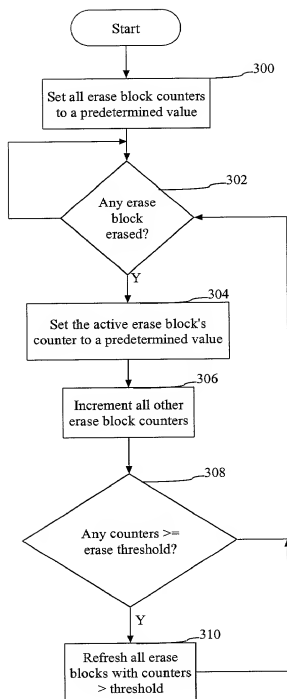 Start
300
Set all erase block counters
to a predetermined value
302
Any erase
block
erased?
Y
304
Set the active erase block's
counter to a predetermined value
306
Increment all other
erase block counters
308
Any counters >=
erase threshold?
Y
310
Refresh all erase
blocks with counters
> threshold